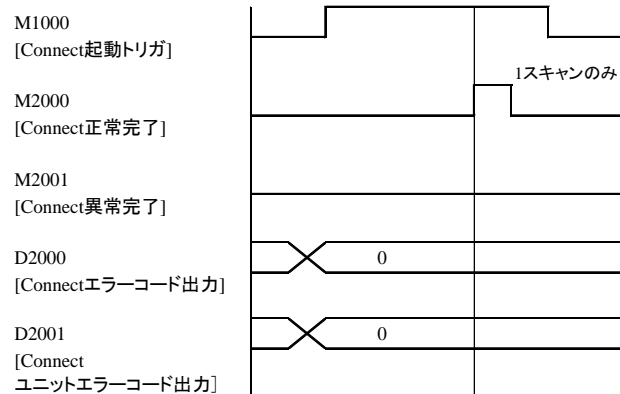 M1000
[Connect起動トリガ]
1スキャンのみ
M2000
[Connect正常完了]
M2001
[Connect異常完了]
D2000
0
[Connectエラーコード出力]
D2001
0
[Connect
ユニットエラーコード出力]